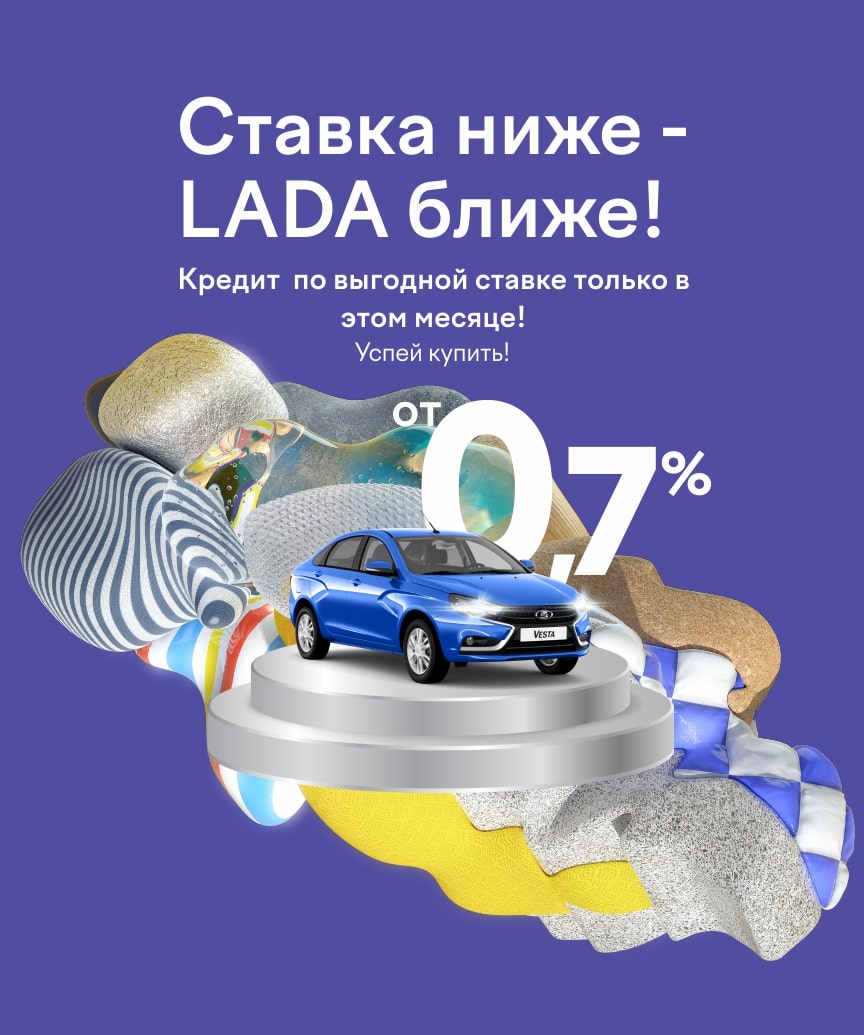 Ставка ниже -
LADA ближе!
Кредит по выгодной ставке только в
этом месяце!
Успей купить!
от 0,7%
VESTA